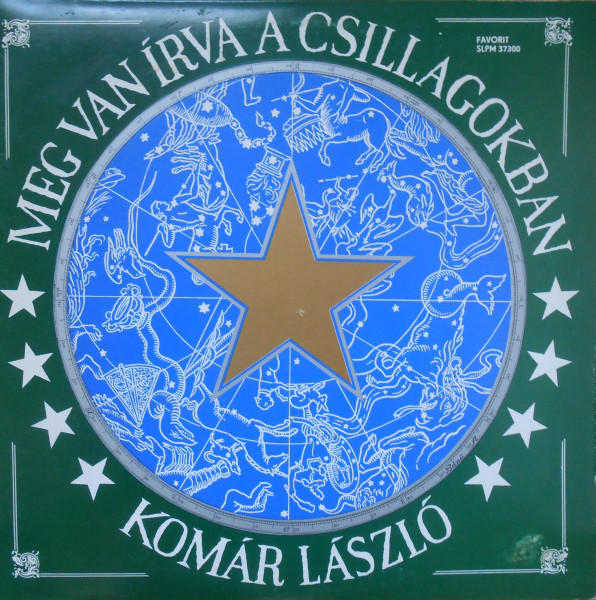 MEG VAN ÍRVA A CSILLAGOKBAN
FAVORIT
SLPM 37300
KOMÁR LÁSZLÓ